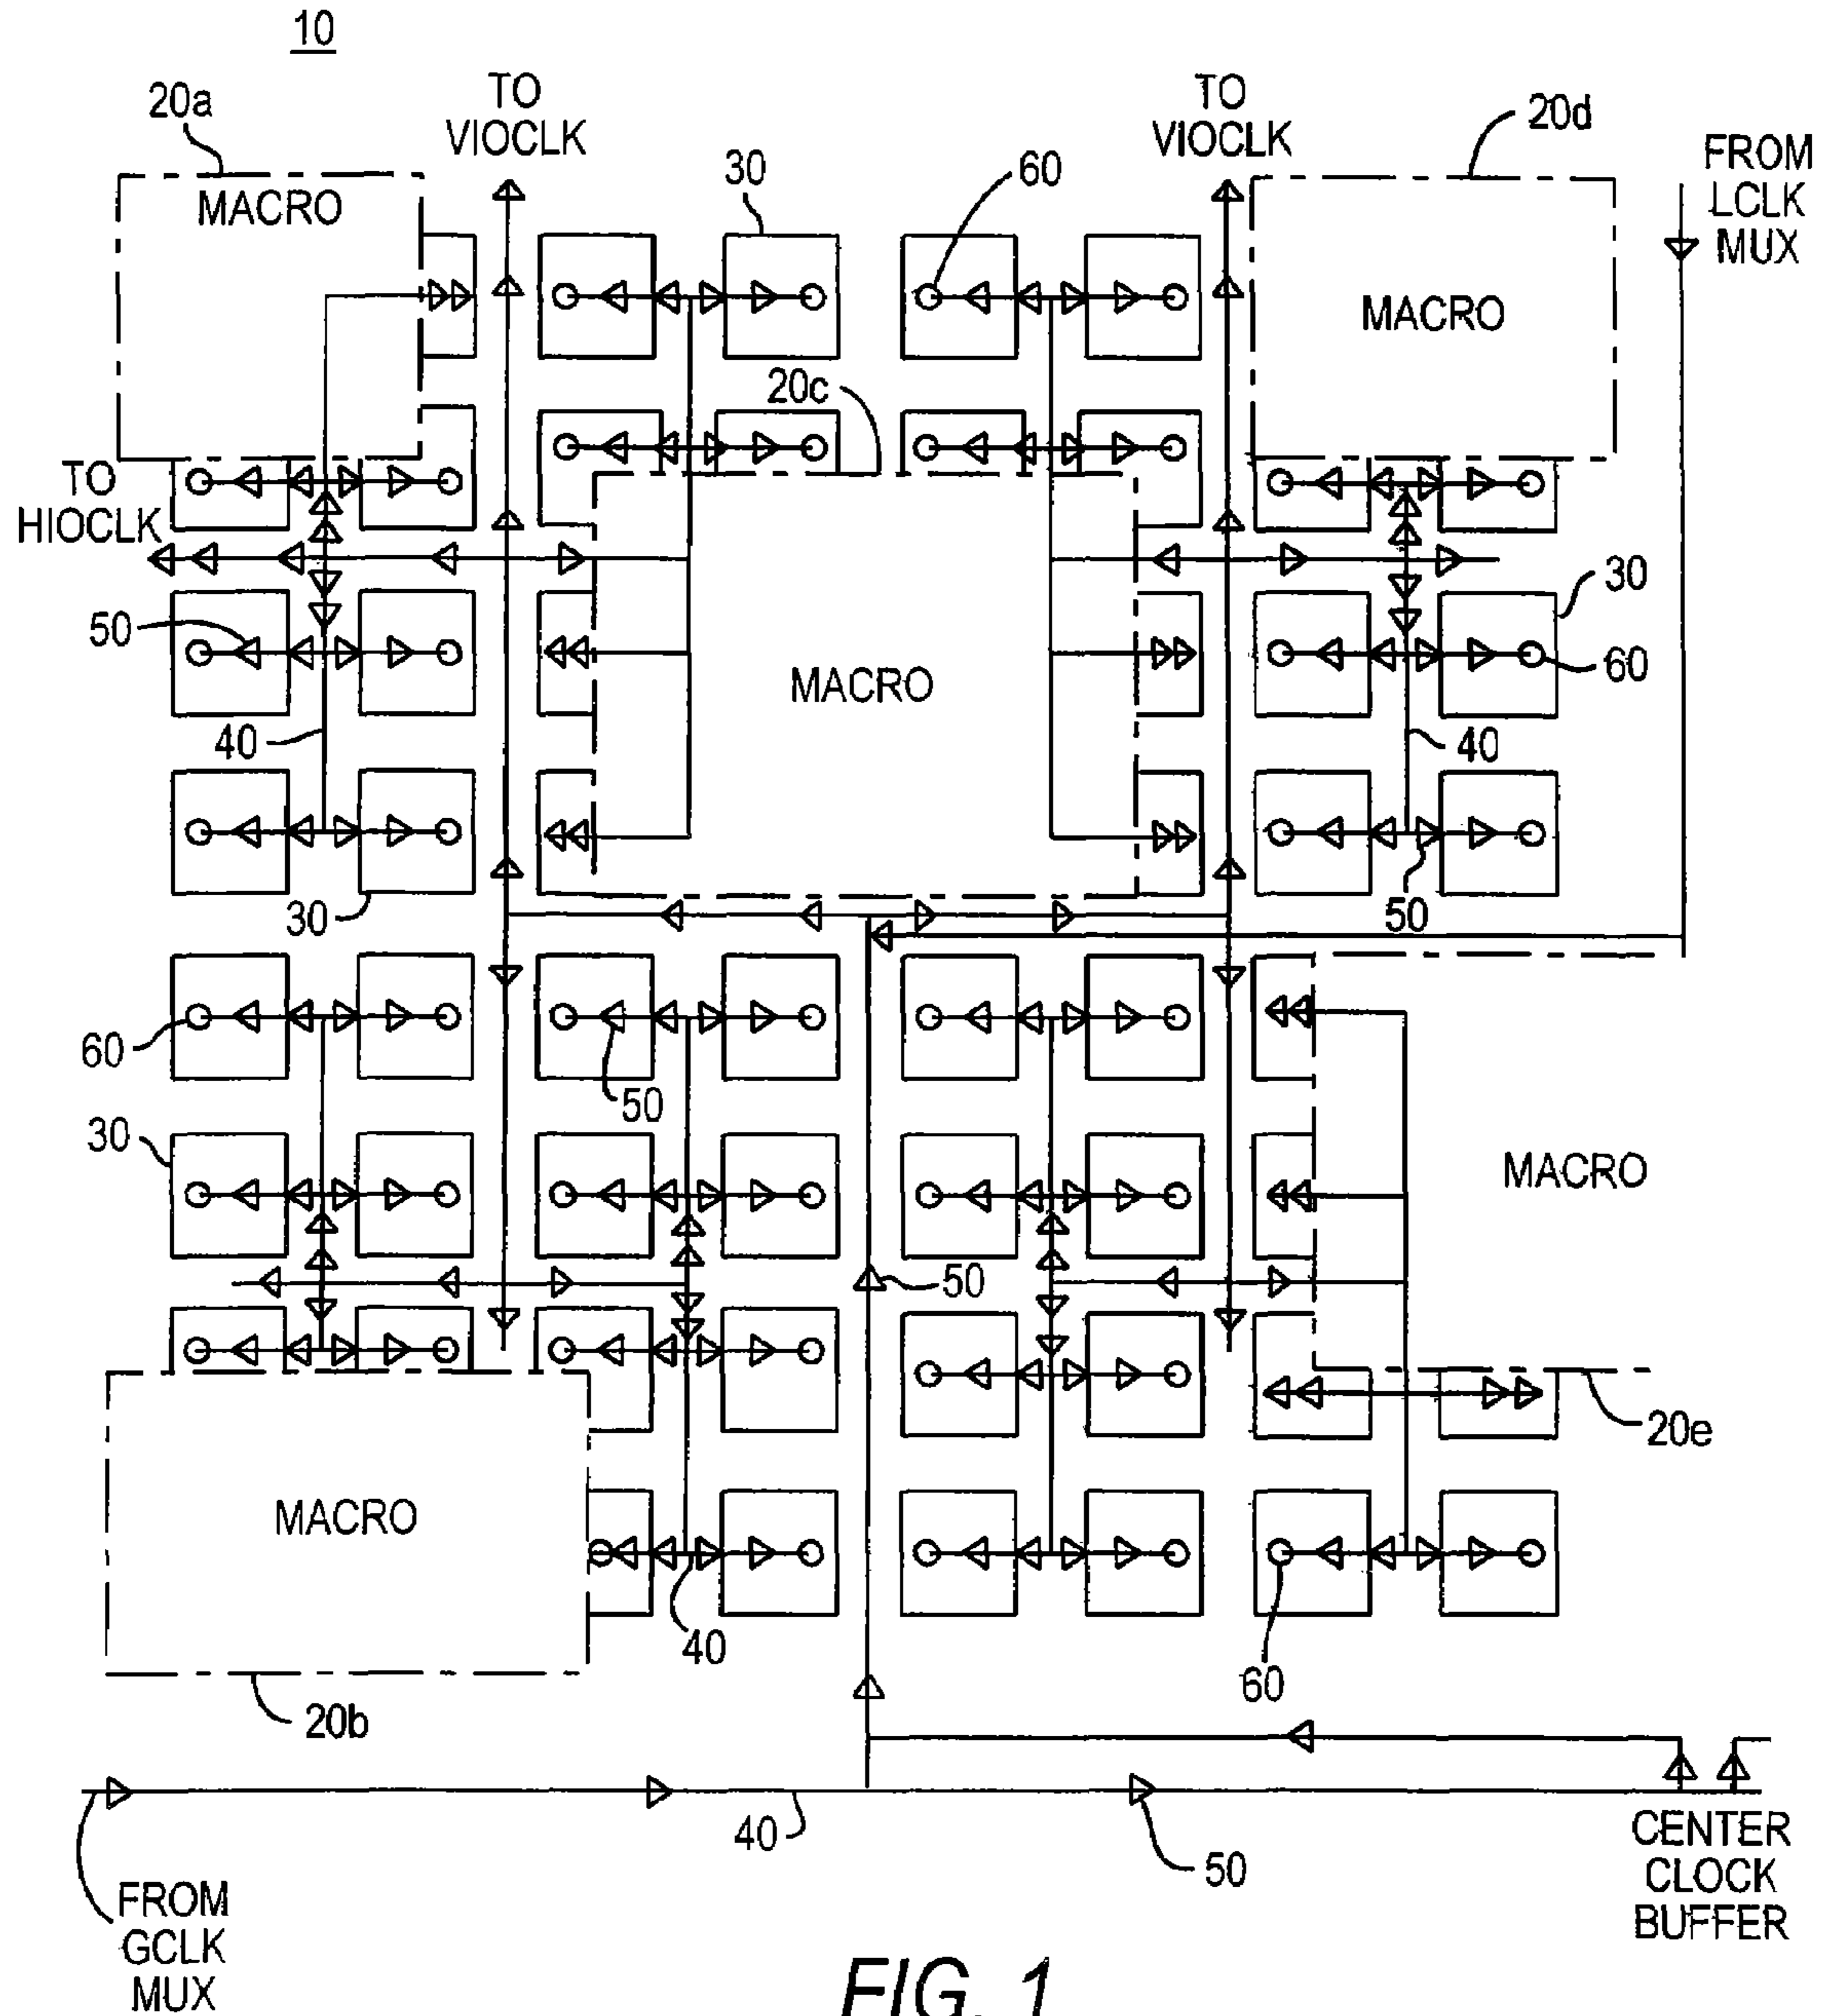 10
20a
MACRO
TO
VIOCLK
30
60
TO
VIOCLK
20d
MACRO
FROM
LCLK
MUX
20c
TO
HIOCLK
50
30
60
MACRO
40
40
30
50
60
50
30
MACRO
50
20e
MACRO
40
60
20b
40
50
FROM
GCLK
MUX
CENTER
CLOCK
BUFFER
FIG. 1